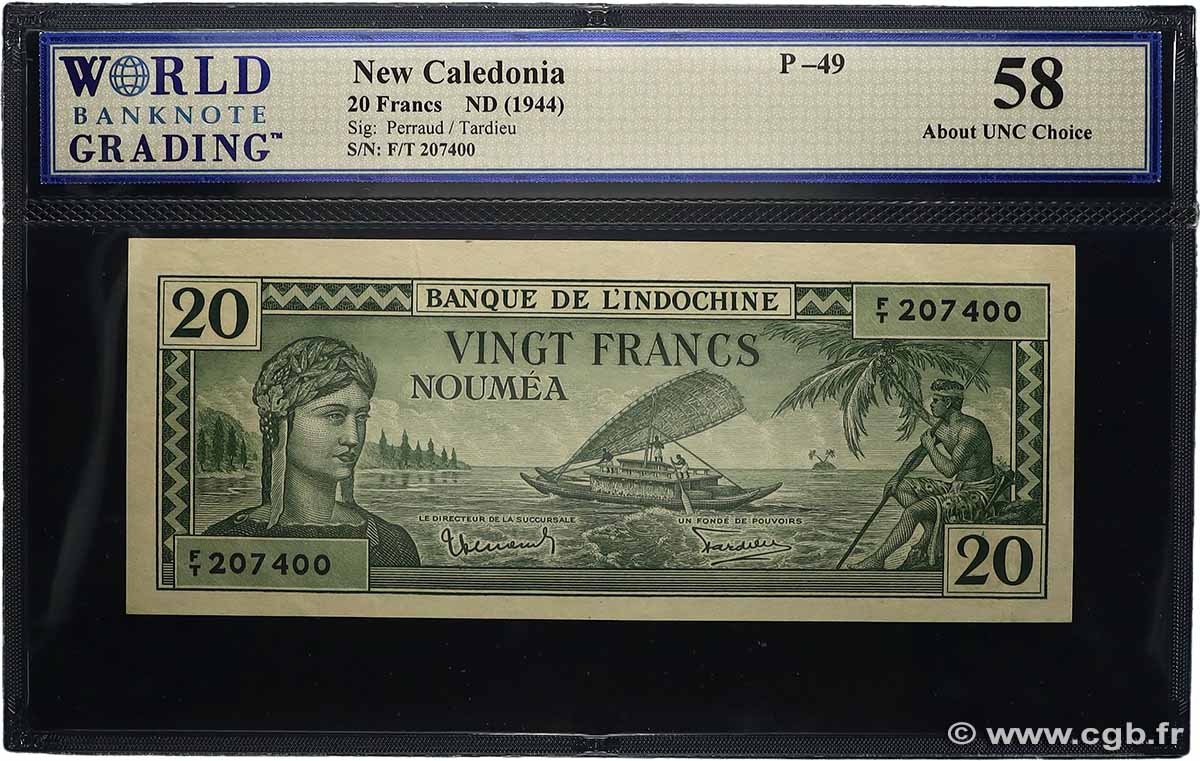 WORLD
BANKNOTE
GRADING™
New Caledonia
20 Francs ND (1944)
Sig: Perraud / Tardieu
S/N: F/T 207400
P–49
58
About UNC Choice
20
BANQUE DE L'INDOCHINE
F/T 207400
VINGT FRANCS
NOUMÉA
LE DIRECTEUR DE LA SUCCURSALE
UN FONDÉ DE POUVOIRS
Tardieu
F/T 207400
20
© www.cgb.fr